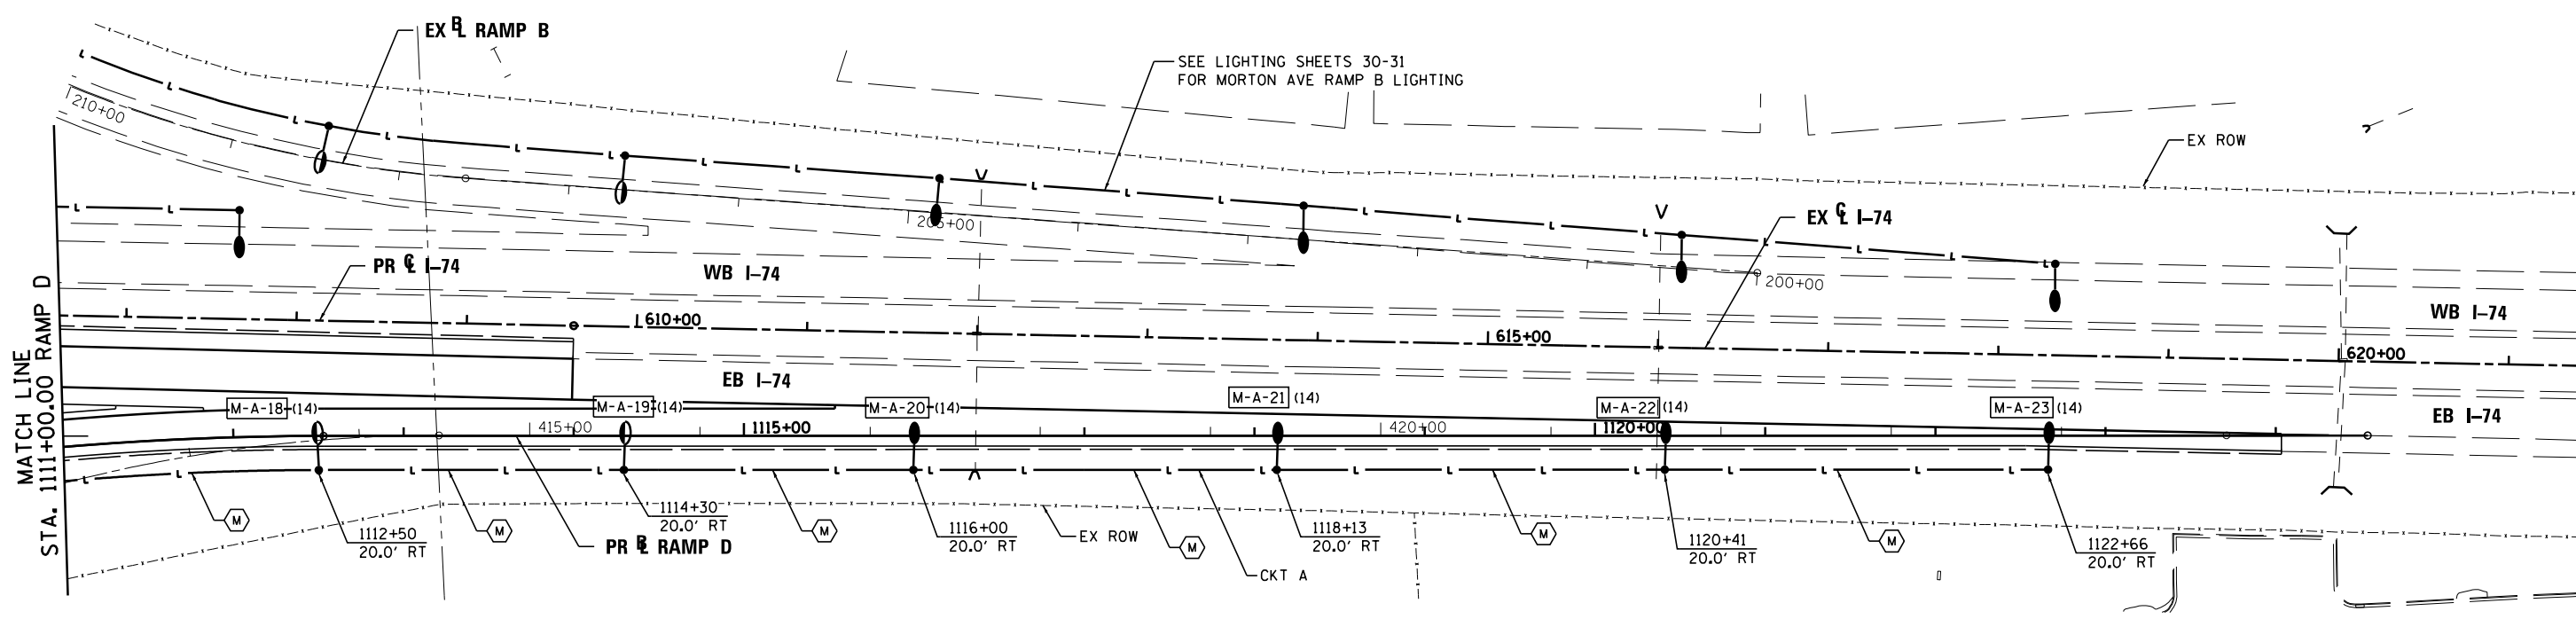 EX BL RAMP B
SEE LIGHTING SHEETS 30-31
FOR MORTON AVE RAMP B LIGHTING
210+00
EX ROW
205+00
EX CL I-74
PR CL I-74
WB I-74
200+00
WB I-74
610+00
615+00
620+00
EB I-74
EB I-74
MATCH LINE
STA. 1111+00.00 RAMP D
M-A-18 (14)
M-A-19 (14)
M-A-20 (14)
M-A-21 (14)
M-A-22 (14)
M-A-23 (14)
415+00
1115+00
420+00
1120+00
L L L L L L L L L L L L L L L L L L
M
M
M
M
M
M
1112+50
20.0' RT
1114+30
20.0' RT
PR BL RAMP D
1116+00
20.0' RT
EX ROW
CKT A
1118+13
20.0' RT
1120+41
20.0' RT
1122+66
20.0' RT